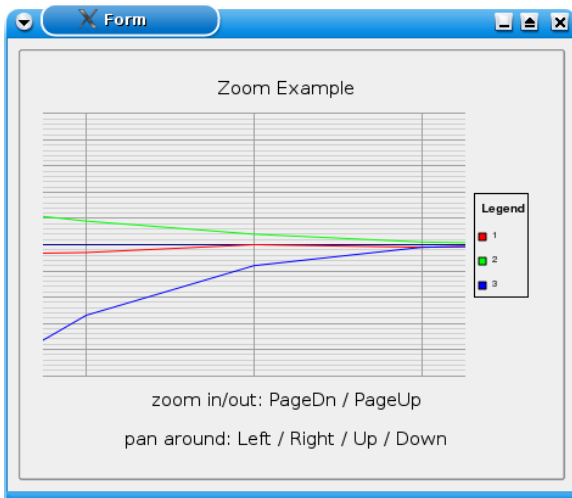 Form
Zoom Example
Legend
1
2
3
zoom in/out: PageDn / PageUp
pan around: Left / Right / Up / Down